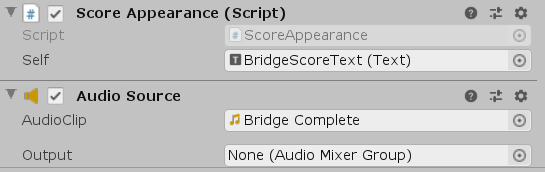 Score Appearance (Script)
Script ScoreAppearance
Self BridgeScoreText (Text)
Audio Source
AudioClip Bridge Complete
Output None (Audio Mixer Group)